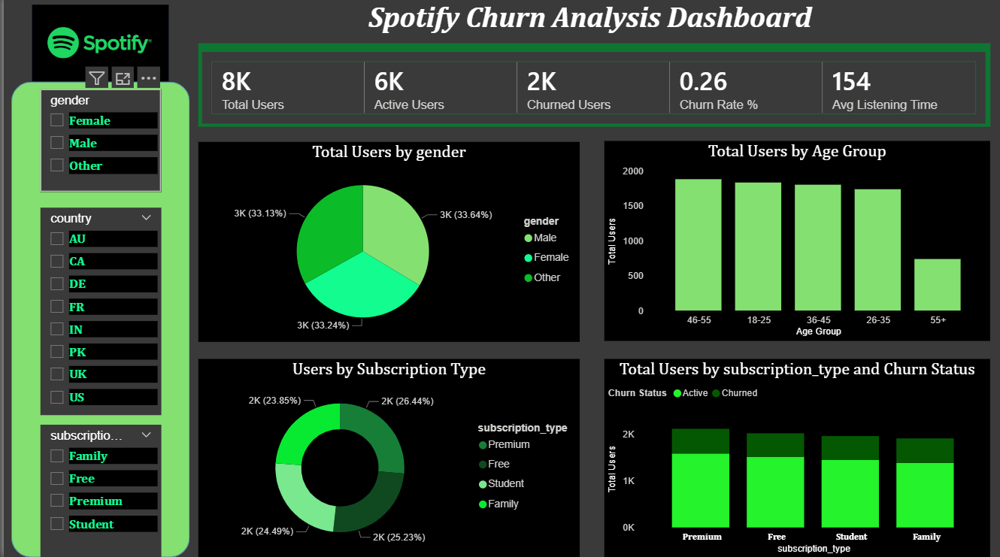 Spotify Churn Analysis Dashboard
Spotify
gender
Female
Male
Other
country
AU
CA
DE
FR
IN
PK
UK
US
subscriptio...
Family
Free
Premium
Student
8K
Total Users
6K
Active Users
2K
Churned Users
0.26
Churn Rate %
154
Avg Listening Time
Total Users by gender
3K (33.13%)
3K (33.64%)
3K (33.24%)
gender
Male
Female
Other
Total Users by Age Group
Total Users
2000
1500
1000
500
0
46-55
18-25
36-45
26-35
55+
Age Group
Users by Subscription Type
2K (23.85%)
2K (26.44%)
2K (24.49%)
2K (25.23%)
subscription_type
Premium
Free
Student
Family
Total Users by subscription_type and Churn Status
Churn Status Active Churned
Total Users
2K
1K
0K
Premium
Free
Student
Family
subscription_type